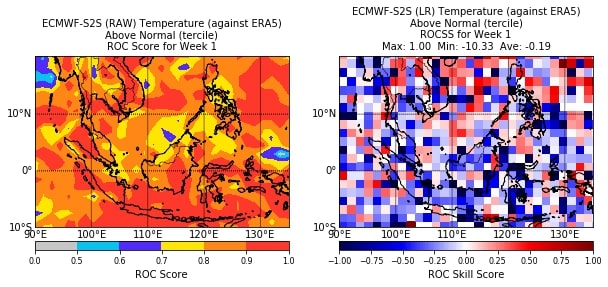 ECMWF-S2S (RAW) Temperature (against ERA5)
Above Normal (tercile)
ROC Score for Week 1
10°N
0°
10°S
90°E 100°E 110°E 120°E 130°E
0.0 0.5 0.6 0.7 0.8 0.9 1.0
ROC Score
ECMWF-S2S (LR) Temperature (against ERA5)
Above Normal (tercile)
ROCSS for Week 1
Max: 1.00 Min: -10.33 Ave: -0.19
10°N
0°
10°S
90°E 100°E 110°E 120°E 130°E
−1.00 −0.75 −0.50 −0.25 0.00 0.25 0.50 0.75 1.00
ROC Skill Score